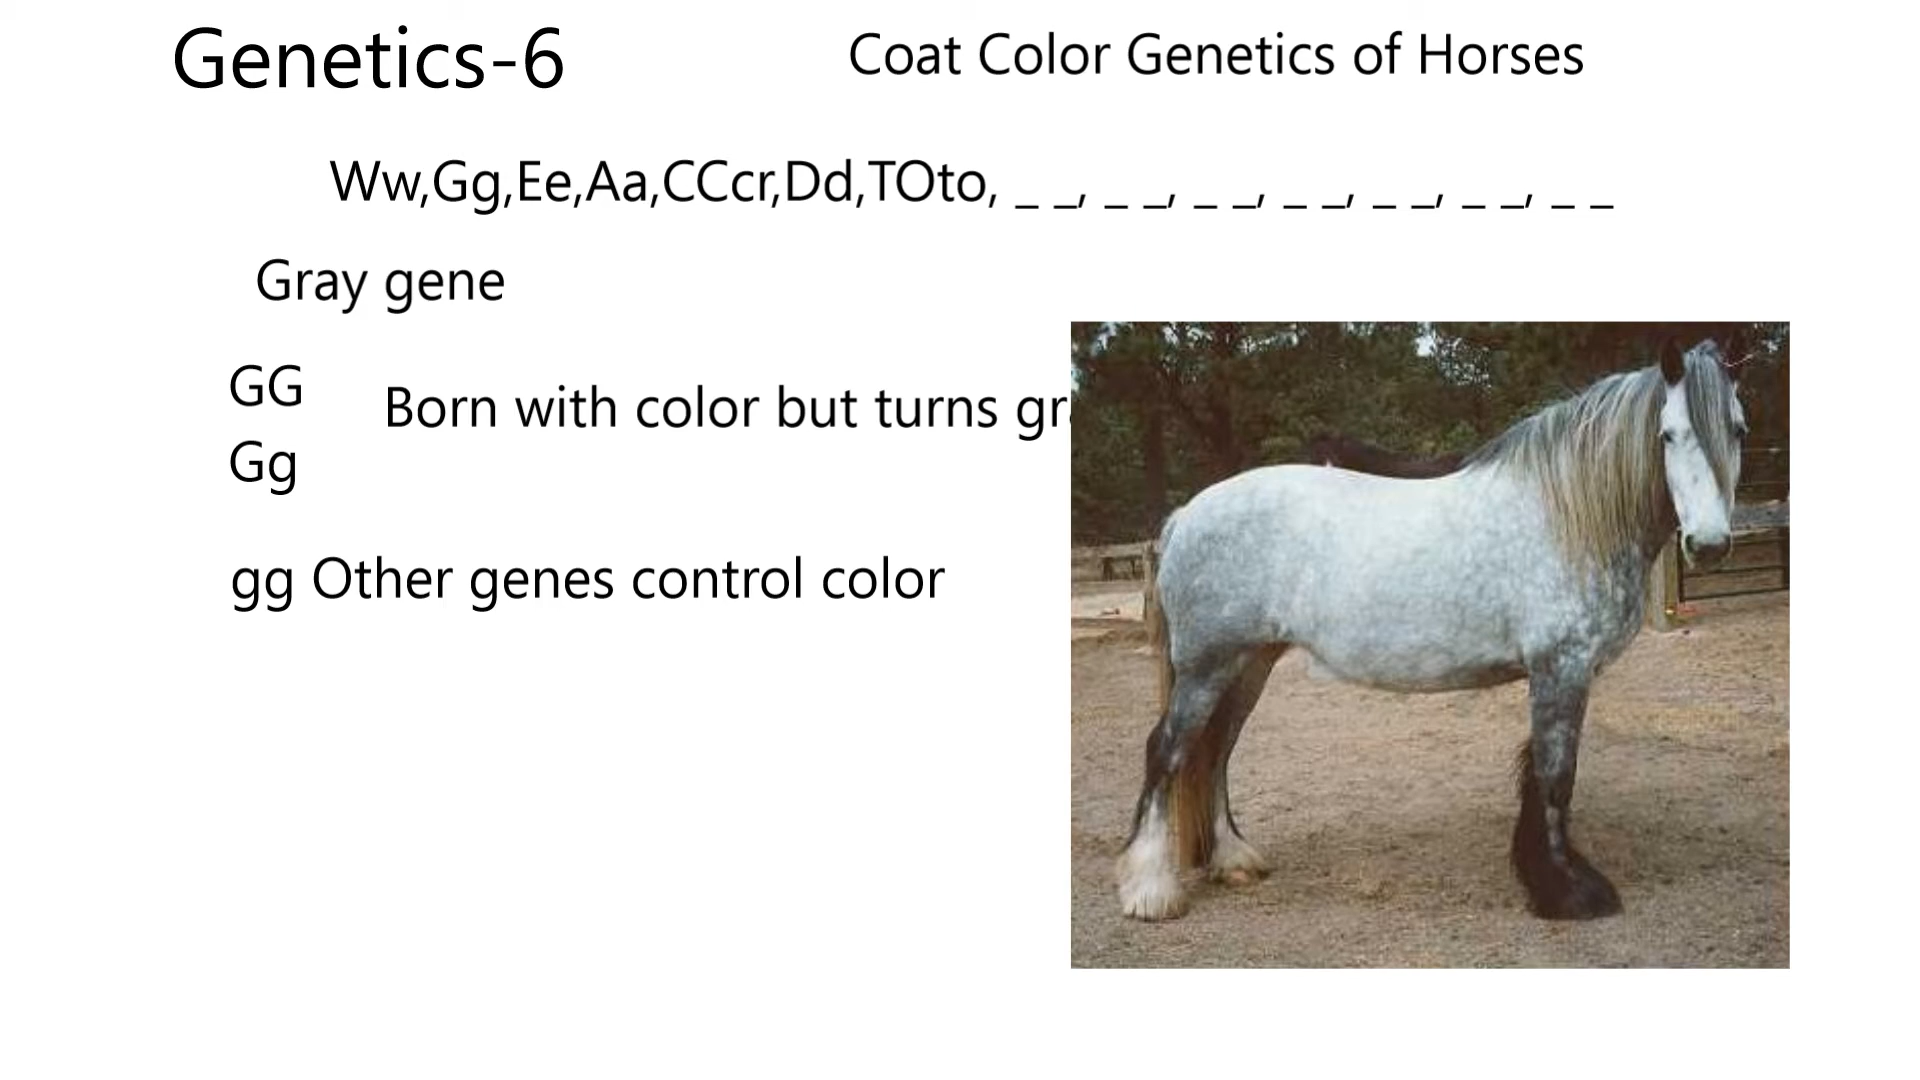 Genetics-6
Coat Color Genetics of Horses
Ww,Gg,Ee,Aa,CCcr,Dd,TOto, _ _, _ _, _ _, _ _, _ _, _ _, _ _
Gray gene
GG
Born with color but turns
Gg
gg Other genes control color